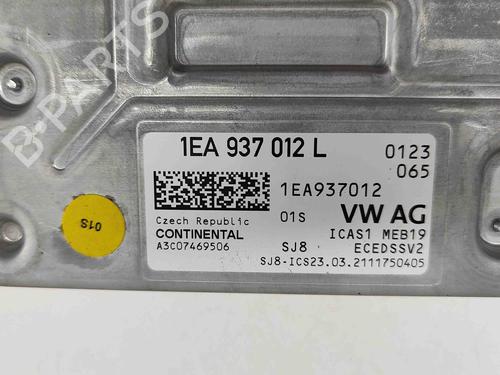 B-PARTS
1EA 937 012 L
0123
065
1EA937012
Czech Republic
01S
VW AG
CONTINENTAL
ICAS1 MEB19
A3C07469506
SJ8
ECEDSSV2
SJ8-ICS23.03.2111750405
01S